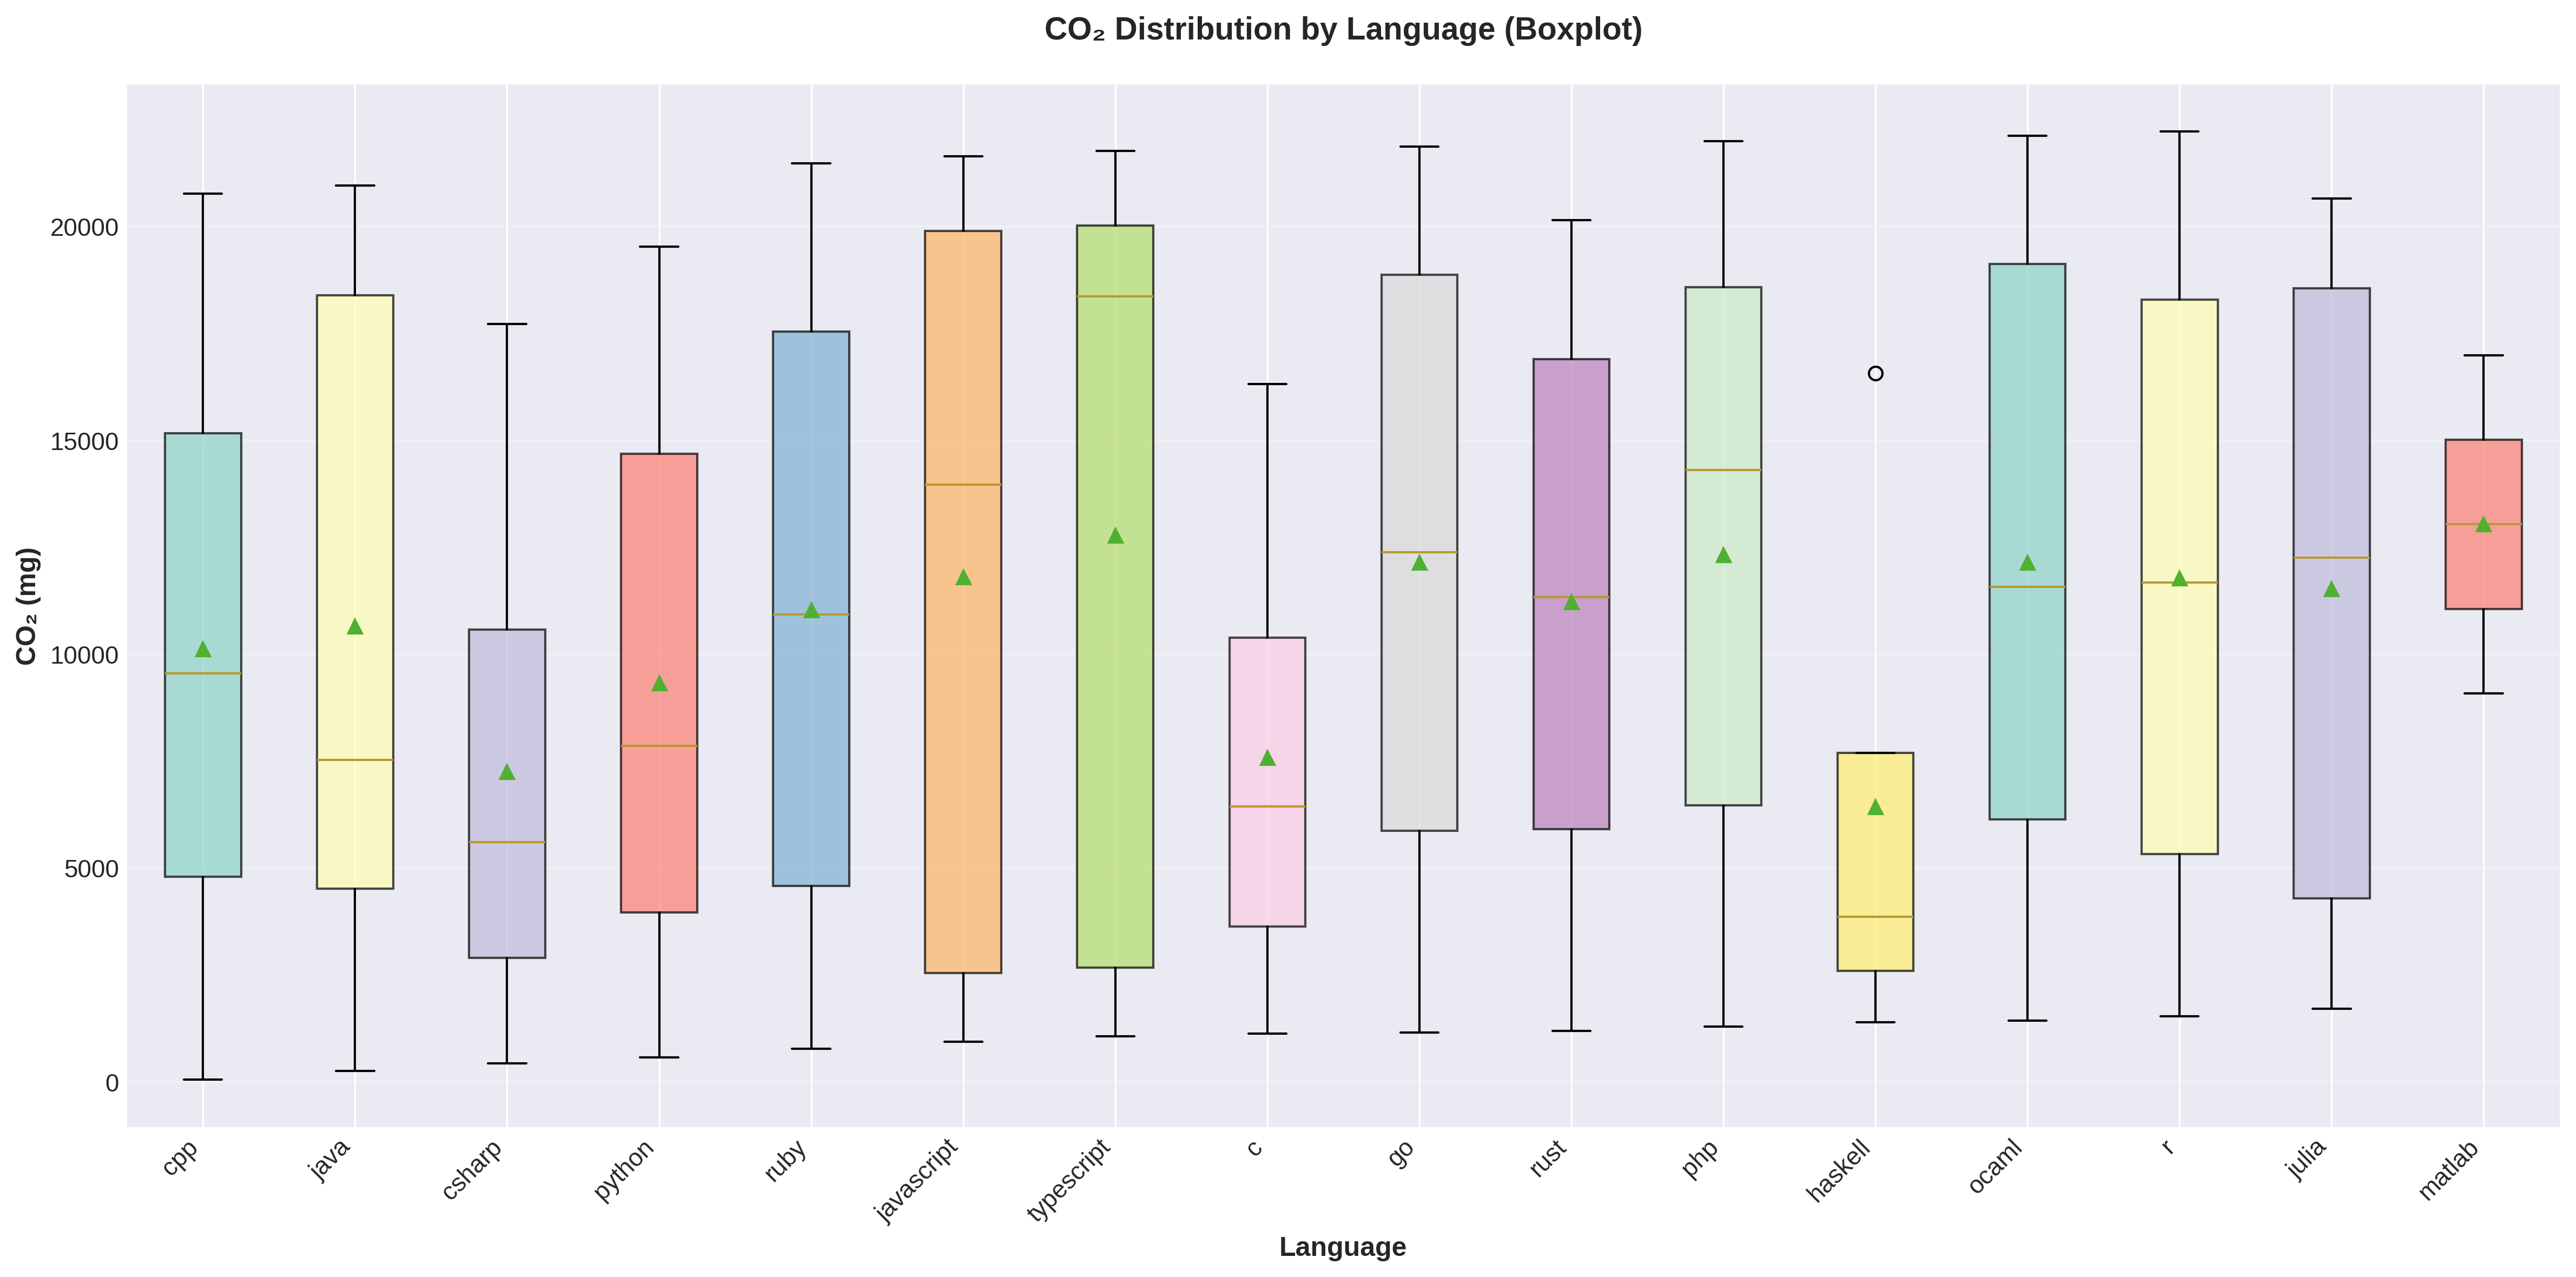 CO₂ Distribution by Language (Boxplot)
CO₂ (mg)
20000
15000
10000
5000
0
cpp
java
csharp
python
ruby
javascript
typescript
c
go
rust
php
haskell
ocaml
r
julia
matlab
Language